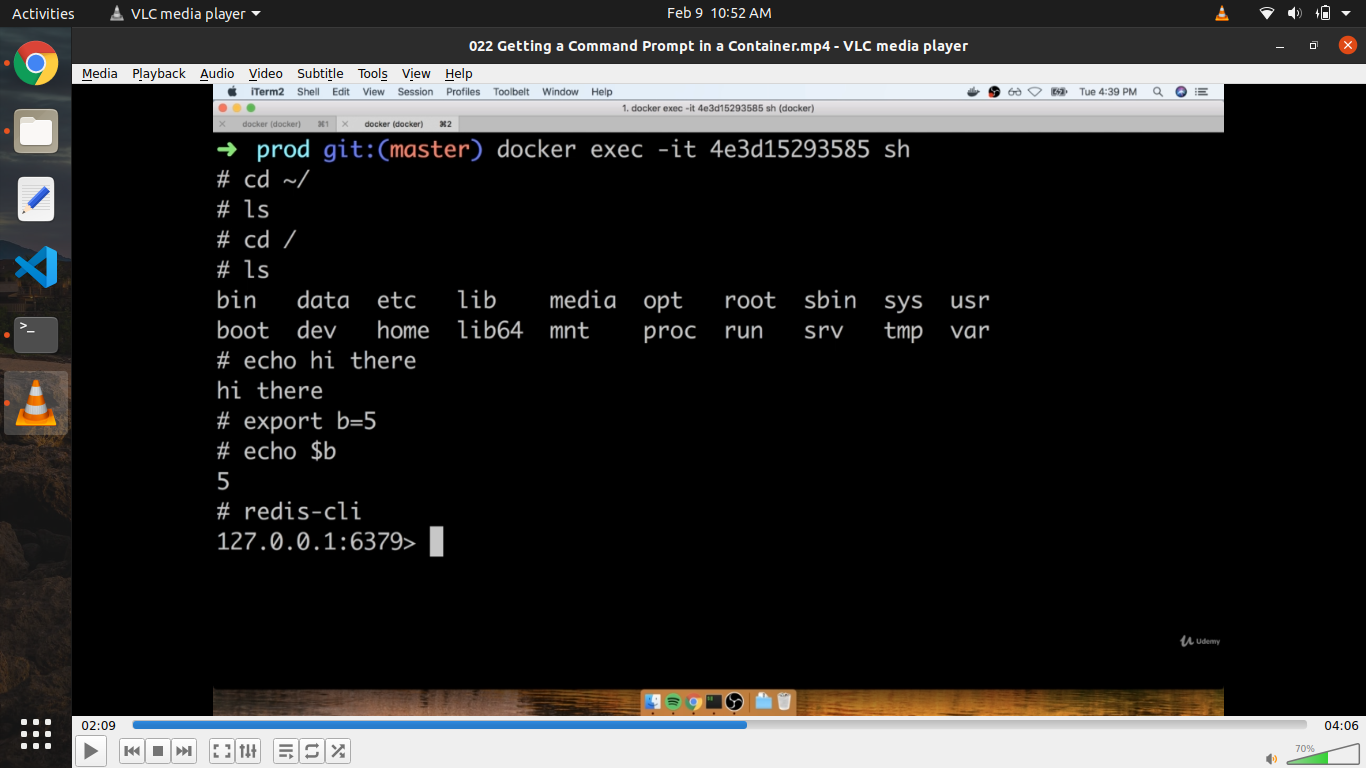 Activities VLC media player Feb 9 10:52 AM
022 Getting a Command Prompt in a Container.mp4 - VLC media player
Media Playback Audio Video Subtitle Tools View Help
iTerm2 Shell Edit View Session Profiles Toolbelt Window Help Tue 4:39 PM
1. docker exec -it 4e3d15293585 sh (docker)
docker (docker) ⌘1 docker (docker) ⌘2
➜ prod git:(master) docker exec -it 4e3d15293585 sh
# cd ~/
# ls
# cd /
# ls
bin data etc lib media opt root sbin sys usr
boot dev home lib64 mnt proc run srv tmp var
# echo hi there
hi there
# export b=5
# echo $b
5
# redis-cli
127.0.0.1:6379>
Udemy
02:09 04:06
70%